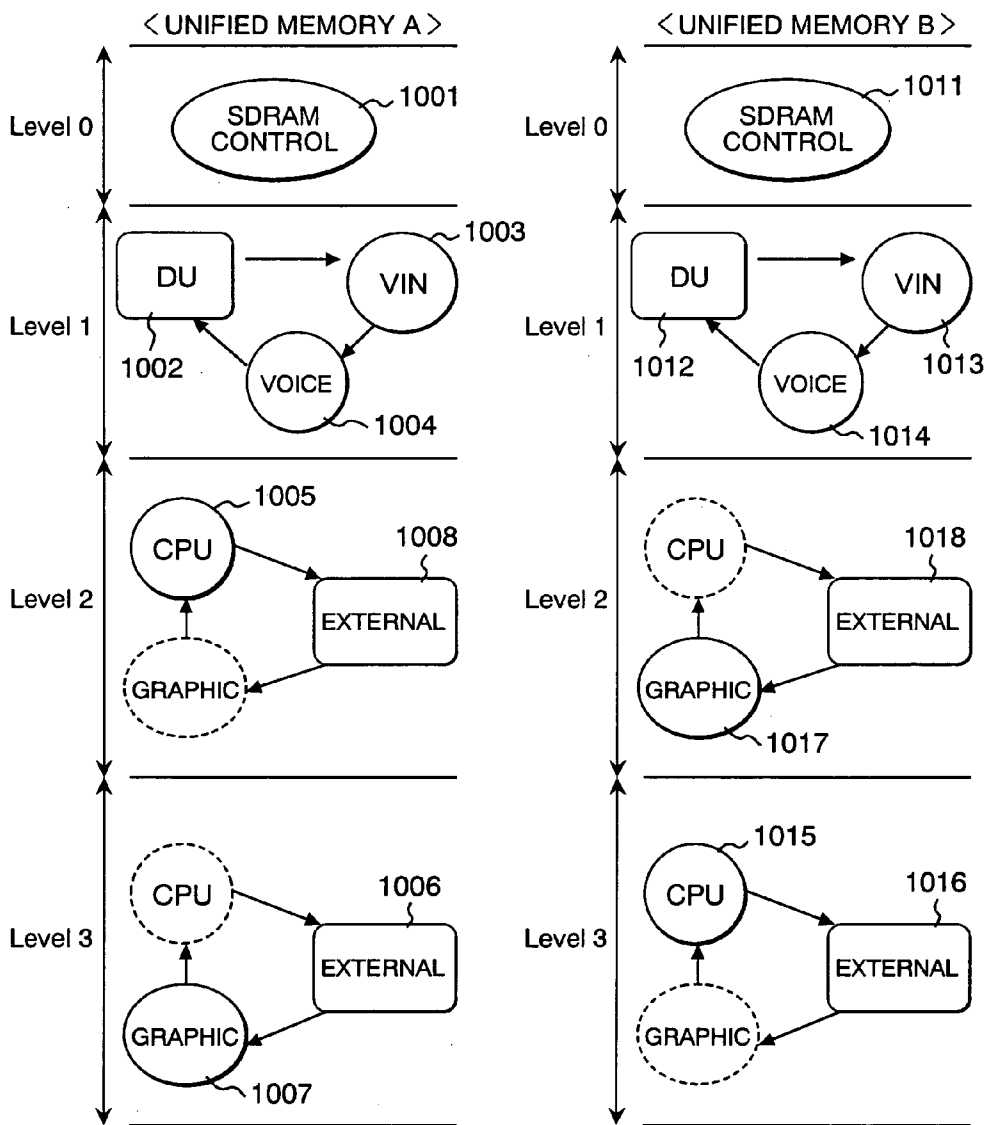 <UNIFIED MEMORY A>
Level 0
SDRAM
CONTROL
1001
Level 1
DU
1002
VIN
1003
VOICE
1004
Level 2
CPU
1005
EXTERNAL
1008
GRAPHIC
Level 3
CPU
EXTERNAL
1006
GRAPHIC
1007
<UNIFIED MEMORY B>
Level 0
SDRAM
CONTROL
1011
Level 1
DU
1012
VIN
1013
VOICE
1014
Level 2
CPU
EXTERNAL
1018
GRAPHIC
1017
Level 3
CPU
1015
EXTERNAL
1016
GRAPHIC